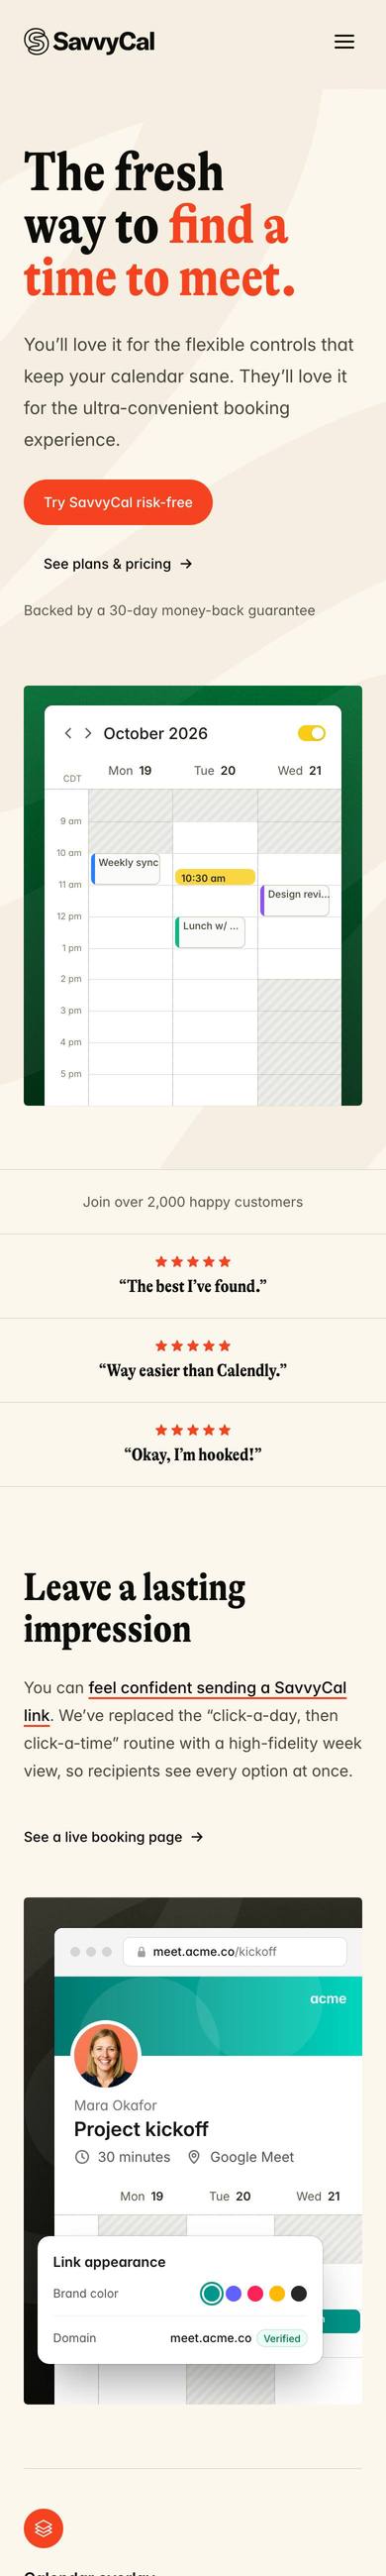 SavvyCal
The fresh
way to find a
time to meet.
You’ll love it for the flexible controls that
keep your calendar sane. They’ll love it
for the ultra-convenient booking
experience.
Try SavvyCal risk-free
See plans & pricing →
Backed by a 30-day money-back guarantee
October 2026
CDT
Mon 19
Tue 20
Wed 21
9 am
10 am
Weekly sync
10:30 am
11 am
Design revi...
12 pm
Lunch w/ ...
1 pm
2 pm
3 pm
4 pm
5 pm
Join over 2,000 happy customers
“The best I’ve found.”
“Way easier than Calendly.”
“Okay, I’m hooked!”
Leave a lasting
impression
You can feel confident sending a SavvyCal
link. We’ve replaced the “click-a-day, then
click-a-time” routine with a high-fidelity week
view, so recipients see every option at once.
See a live booking page →
meet.acme.co/kickoff
acme
Mara Okafor
Project kickoff
30 minutes
Google Meet
Mon 19
Tue 20
Wed 21
Link appearance
Brand color
Domain
meet.acme.co
Verified